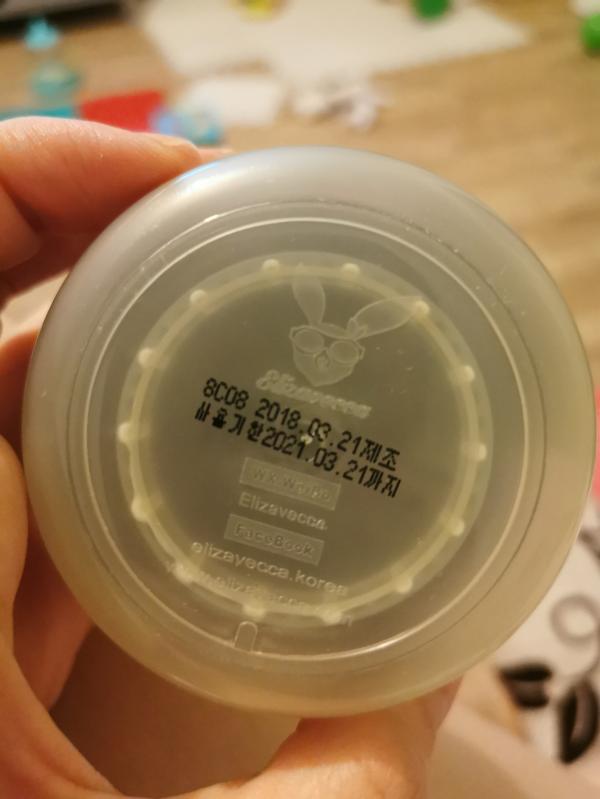 Elizavecca
8C08 2018.03.21제조
사용기한2021.03.21까지
Elizavecca
FaceBook
elizavecca.korea